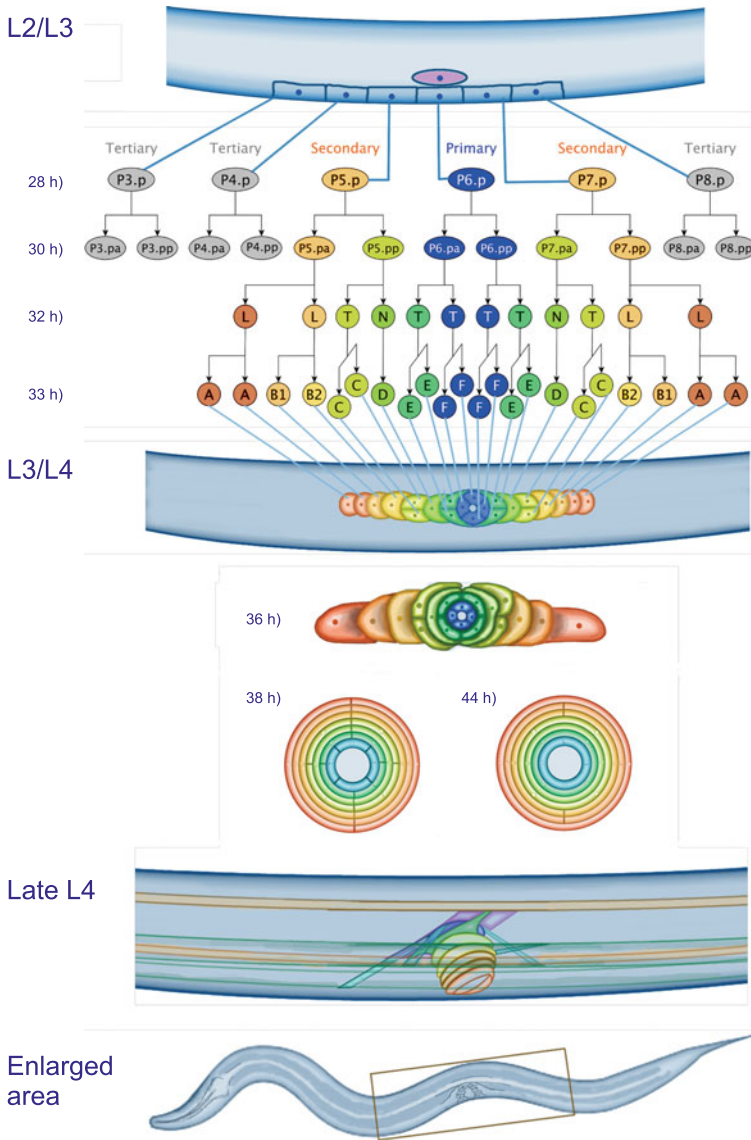 L2/L3
Tertiary Tertiary Secondary Primary Secondary Tertiary
28 h) P3.p P4.p P5.p P6.p P7.p P8.p
30 h) P3.pa P3.pp P4.pa P4.pp P5.pa P5.pp P6.pa P6.pp P7.pa P7.pp P8.pa P8.pp
32 h) L L T N T T T T N T L L
33 h) A A B1 B2 C C D E E F F F F E E D C C B2 B1 A A
L3/L4
36 h)
38 h) 44 h)
Late L4
Enlarged
area